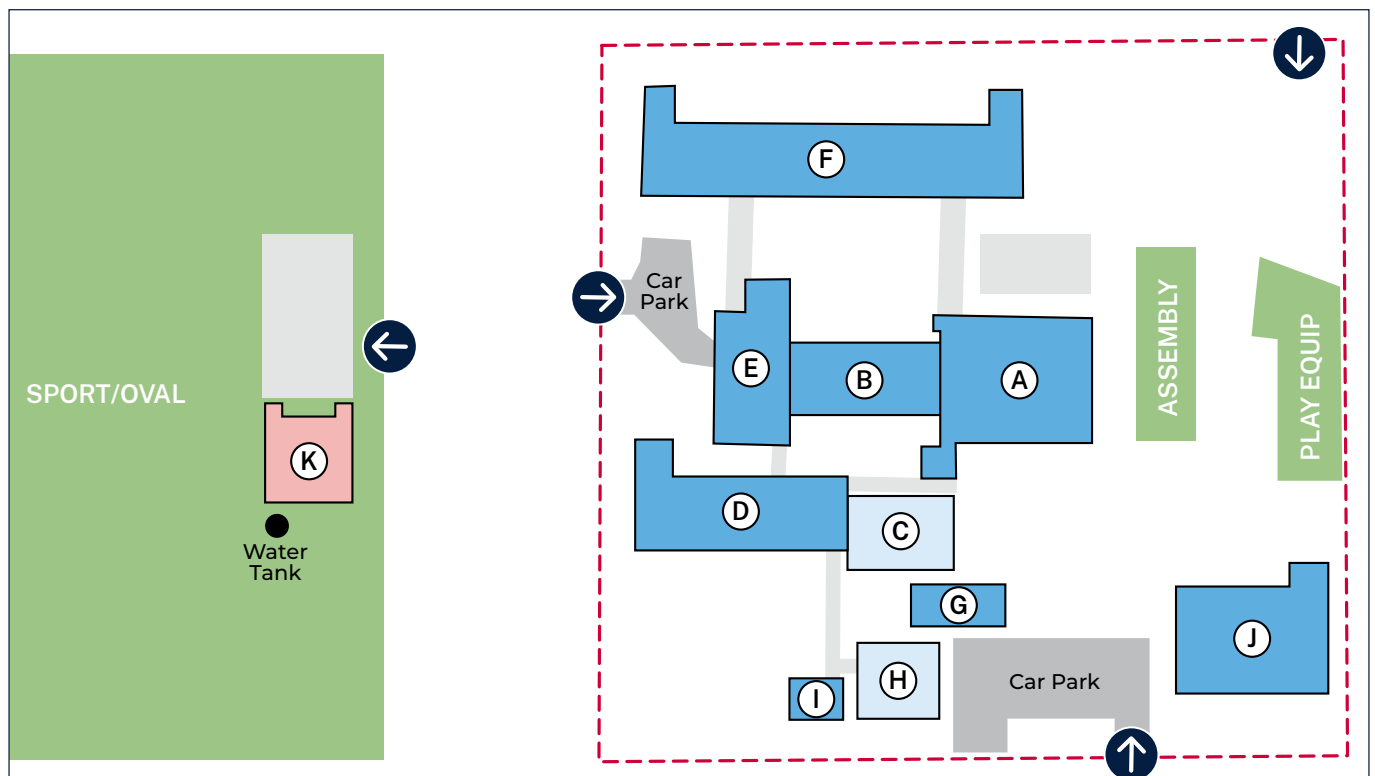 F
Car
Park
E
B
A
ASSEMBLY
PLAY EQUIP
SPORT/OVAL
K
D
C
Water
Tank
G
J
H
Car Park
I